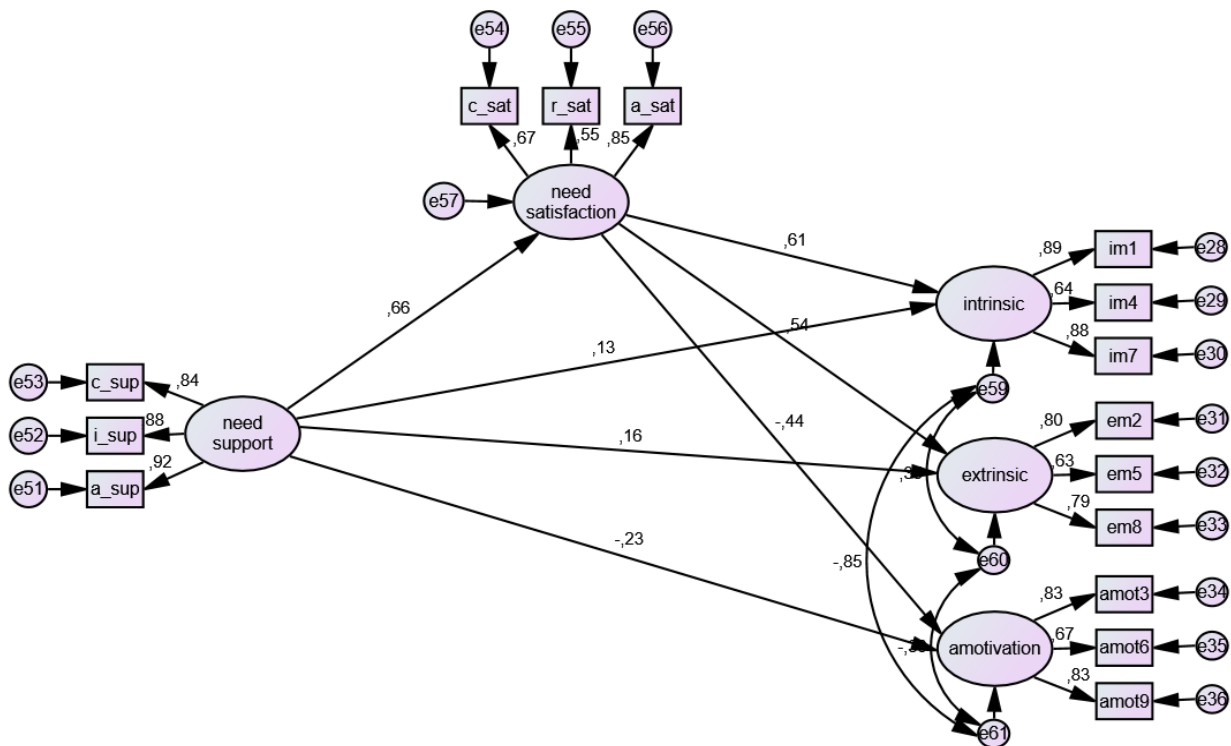 e54
e55
e56
c_sat
r_sat
a_sat
,67
,55
,85
e57
need
satisfaction
,61
,89
im1
e28
,66
intrinsic
,64
im4
e29
,54
,13
,88
im7
e30
e53
c_sup
,84
e59
need
support
-,44
,80
em2
e31
e52
i_sup
,88
,16
extrinsic
,63
em5
e32
e51
a_sup
,92
,79
em8
e33
-,23
-,85
e60
,83
amot3
e34
amotivation
,67
amot6
e35
,83
amot9
e36
e61